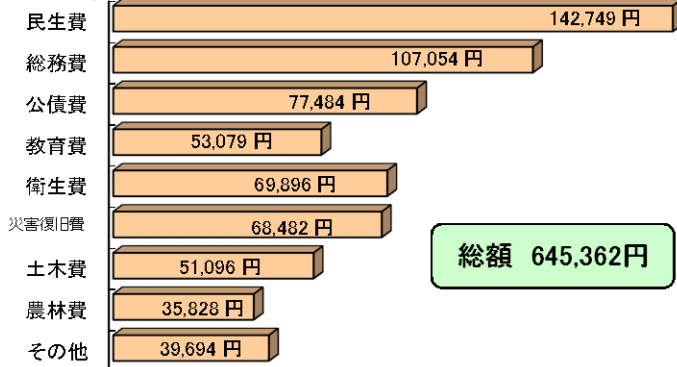 民生費 142,749 円
総務費 107,054 円
公債費 77,484 円
教育費 53,079 円
衛生費 69,896 円
災害復旧費 68,482 円
土木費 51,096 円
農林費 35,828 円
その他 39,694 円
総額 645,362円